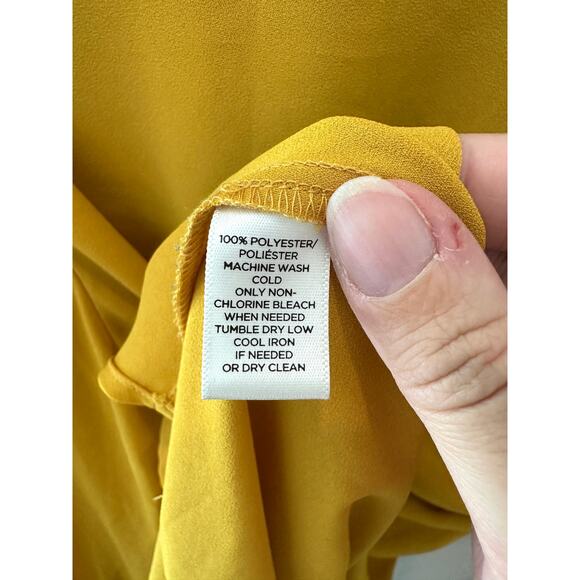 100% POLYESTER/
POLIÉSTER
MACHINE WASH
COLD
ONLY NON-
CHLORINE BLEACH
WHEN NEEDED
TUMBLE DRY LOW
COOL IRON
IF NEEDED
OR DRY CLEAN